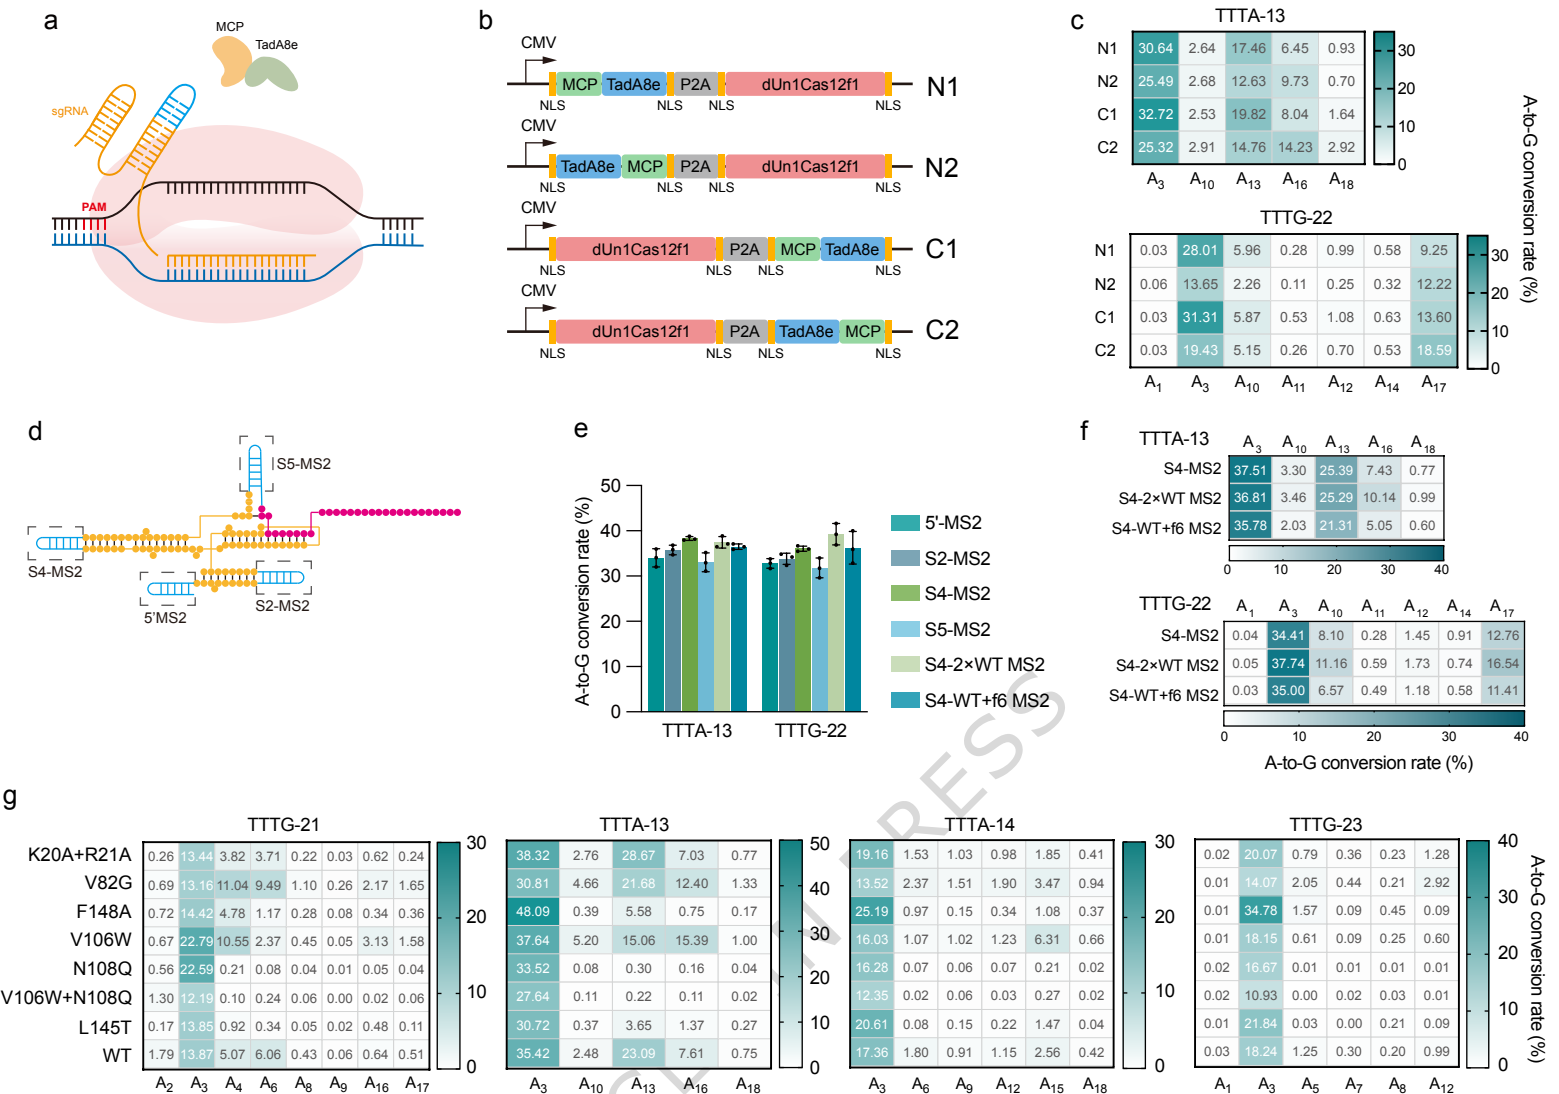 a
MCP
TadA8e
sgRNA
PAM
b
CMV
MCP TadA8e P2A dUn1Cas12f1 N1
NLS NLS NLS NLS
CMV
TadA8e MCP P2A dUn1Cas12f1 N2
NLS NLS NLS NLS
CMV
dUn1Cas12f1 P2A MCP TadA8e C1
NLS NLS NLS NLS
CMV
dUn1Cas12f1 P2A TadA8e MCP C2
NLS NLS NLS NLS
c
TTTA-13
N1 30.64 2.64 17.46 6.45 0.93
N2 25.49 2.68 12.63 9.73 0.70
C1 32.72 2.53 19.82 8.04 1.64
C2 25.32 2.91 14.76 14.23 2.92
A3 A10 A13 A16 A18
30
20
10
0
TTTG-22
N1 0.03 28.01 5.96 0.28 0.99 0.58 9.25
N2 0.06 13.65 2.26 0.11 0.25 0.32 12.22
C1 0.03 31.31 5.87 0.53 1.08 0.63 13.60
C2 0.03 19.43 5.15 0.26 0.70 0.53 18.59
A1 A3 A10 A11 A12 A14 A17
30
20
10
0
A-to-G conversion rate (%)
d
S5-MS2
S4-MS2
5'MS2
S2-MS2
e
A-to-G conversion rate (%)
50
40
30
20
10
0
TTTA-13 TTTG-22
5'-MS2
S2-MS2
S4-MS2
S5-MS2
S4-2×WT MS2
S4-WT+f6 MS2
f
TTTA-13 A3 A10 A13 A16 A18
S4-MS2 37.51 3.30 25.39 7.43 0.77
S4-2×WT MS2 36.81 3.46 25.29 10.14 0.99
S4-WT+f6 MS2 35.78 2.03 21.31 5.05 0.60
0 10 20 30 40
TTTG-22 A1 A3 A10 A11 A12 A14 A17
S4-MS2 0.04 34.41 8.10 0.28 1.45 0.91 12.76
S4-2×WT MS2 0.05 37.74 11.16 0.59 1.73 0.74 16.54
S4-WT+f6 MS2 0.03 35.00 6.57 0.49 1.18 0.58 11.41
0 10 20 30 40
A-to-G conversion rate (%)
g
TTTG-21
K20A+R21A 0.26 13.44 3.82 3.71 0.22 0.03 0.62 0.24
V82G 0.69 13.16 11.04 9.49 1.10 0.26 2.17 1.65
F148A 0.72 14.42 4.78 1.17 0.28 0.08 0.34 0.36
V106W 0.67 22.79 10.55 2.37 0.45 0.05 3.13 1.58
N108Q 0.56 22.59 0.21 0.08 0.04 0.01 0.05 0.04
V106W+N108Q 1.30 12.19 0.10 0.24 0.06 0.00 0.02 0.06
L145T 0.17 13.85 0.92 0.34 0.05 0.02 0.48 0.11
WT 1.79 13.87 5.07 6.06 0.43 0.06 0.64 0.51
A2 A3 A4 A6 A8 A9 A16 A17
30
20
10
0
TTTA-13
38.32 2.76 28.67 7.03 0.77
30.81 4.66 21.68 12.40 1.33
48.09 0.39 5.58 0.75 0.17
37.64 5.20 15.06 15.39 1.00
33.52 0.08 0.30 0.16 0.04
27.64 0.11 0.22 0.11 0.02
30.72 0.37 3.65 1.37 0.27
35.42 2.48 23.09 7.61 0.75
A3 A10 A13 A16 A18
50
40
30
20
10
0
TTTA-14
19.16 1.53 1.03 0.98 1.85 0.41
13.52 2.37 1.51 1.90 3.47 0.94
25.19 0.97 0.15 0.34 1.08 0.37
16.03 1.07 1.02 1.23 6.31 0.66
16.28 0.07 0.06 0.07 0.21 0.02
12.35 0.02 0.06 0.03 0.27 0.02
20.61 0.08 0.15 0.22 1.47 0.04
17.36 1.80 0.91 1.15 2.56 0.42
A3 A6 A9 A12 A15 A18
30
20
10
0
TTTG-23
0.02 20.07 0.79 0.36 0.23 1.28
0.01 14.07 2.05 0.44 0.21 2.92
0.01 34.78 1.57 0.09 0.45 0.09
0.01 18.15 0.61 0.09 0.25 0.60
0.02 16.67 0.01 0.01 0.01 0.01
0.02 10.93 0.00 0.02 0.03 0.01
0.01 21.84 0.03 0.00 0.21 0.09
0.03 18.24 1.25 0.30 0.20 0.99
A1 A3 A5 A7 A8 A12
40
30
20
10
0
A-to-G conversion rate (%)